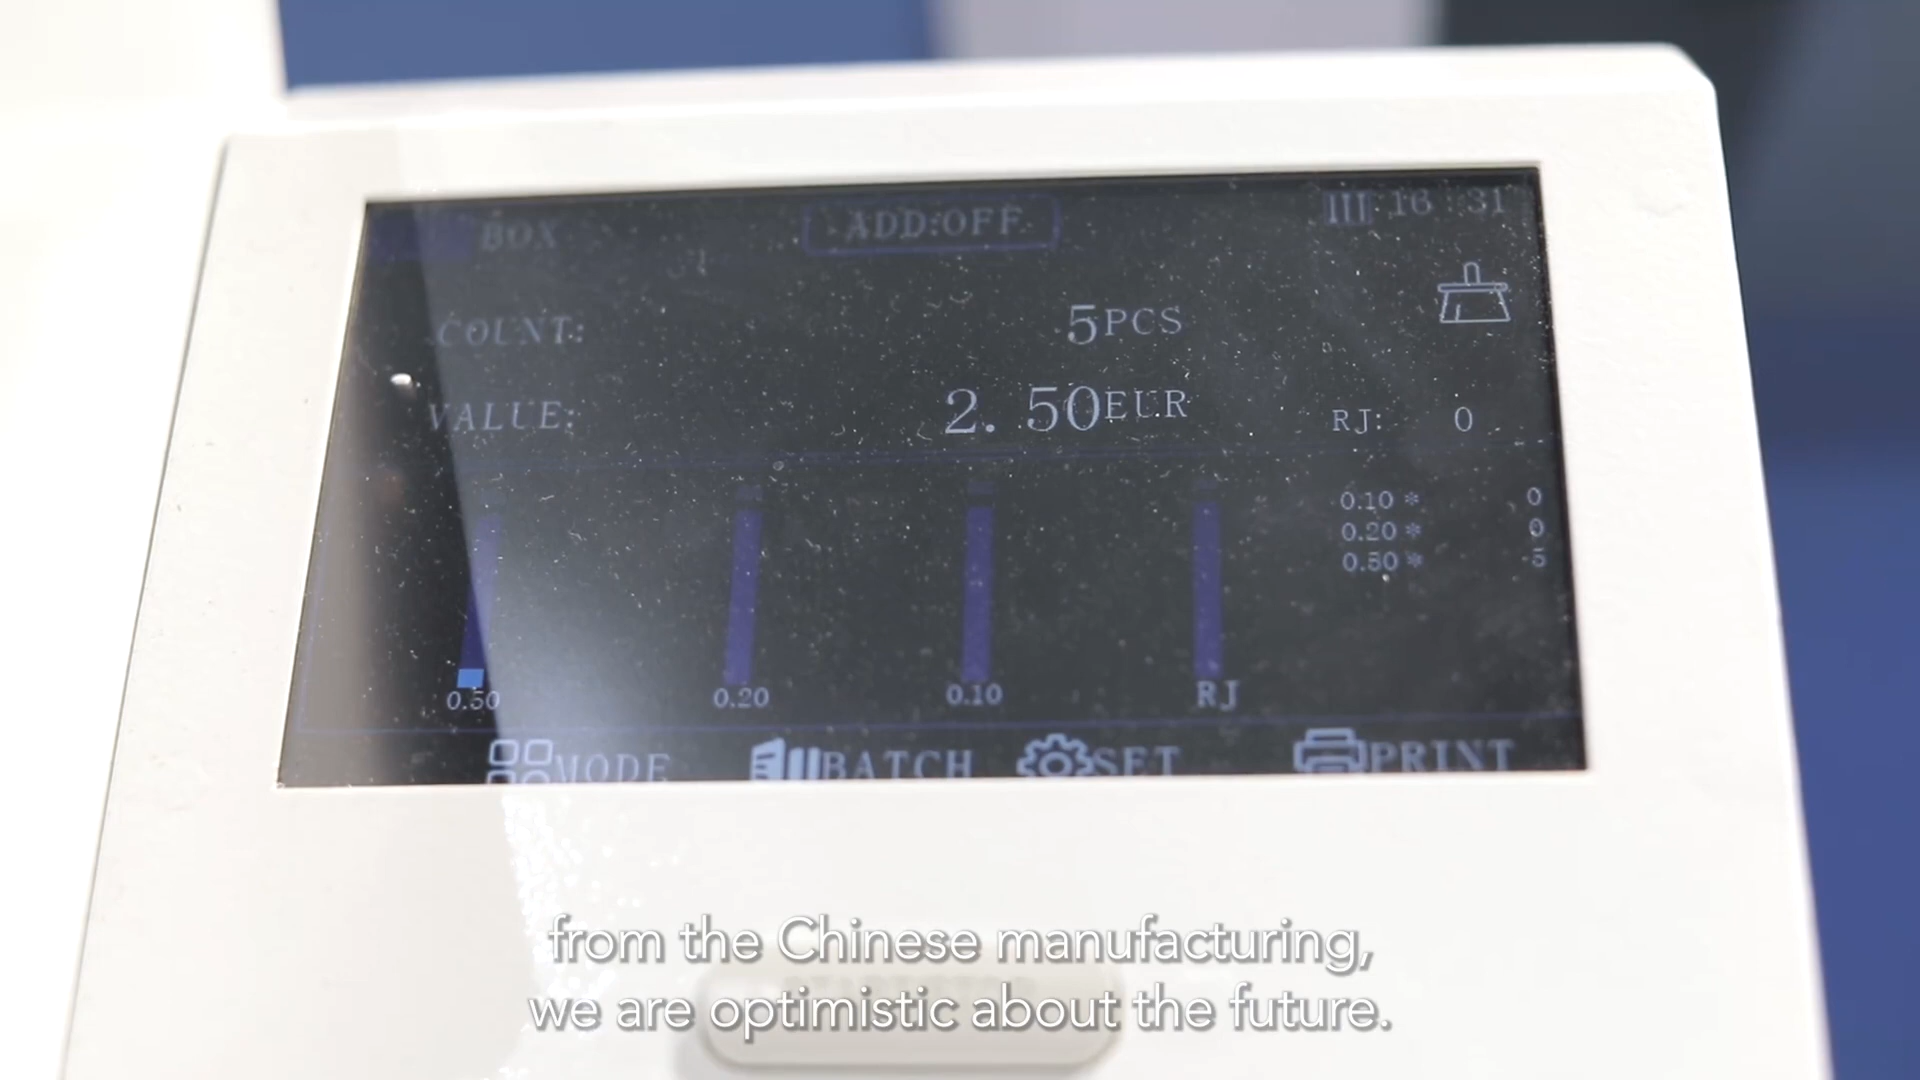 BOX ADD:OFF 16 31
COUNT: 5PCS
VALUE: 2. 50EUR RJ: 0
0.10 * 0
0.20 * 0
0.50 * 5
0.50 0.20 0.10 RJ
MODE BATCH SET PRINT
from the Chinese manufacturing,
we are optimistic about the future.